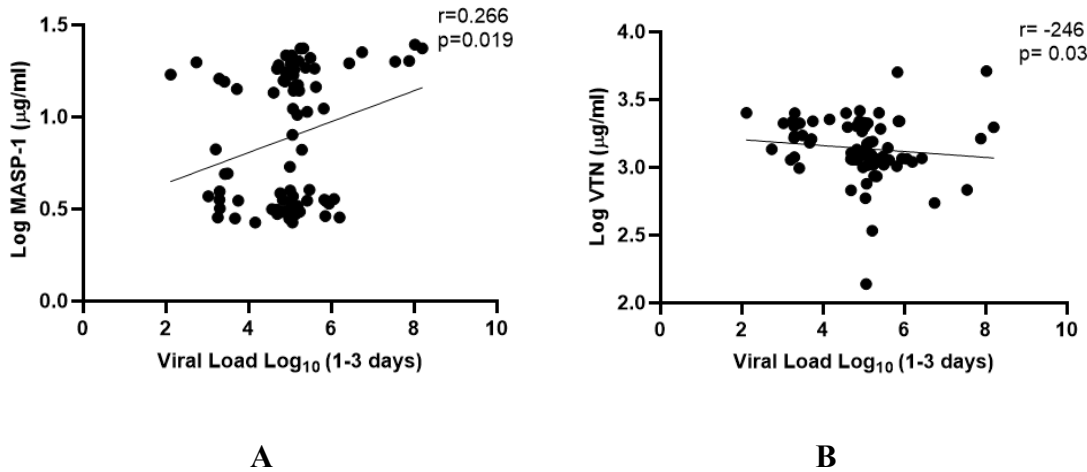 r=0.266
p=0.019
1.5
1.0
0.5
0.0
Log MASP-1 (µg/ml)
0 2 4 6 8 10
Viral Load Log10 (1-3 days)
A
r= -246
p= 0.03
4.0
3.5
3.0
2.5
2.0
Log VTN (µg/ml)
0 2 4 6 8 10
Viral Load Log10 (1-3 days)
B